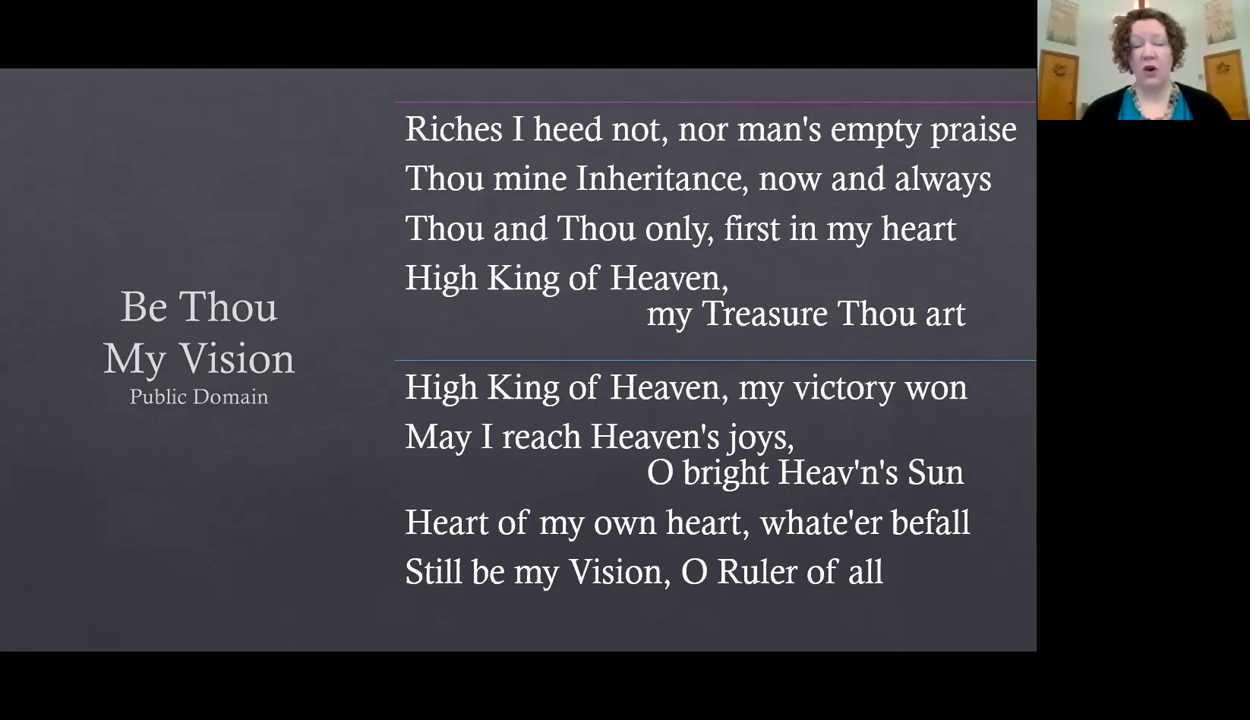 Be Thou
My Vision
Public Domain
Riches I heed not, nor man's empty praise
Thou mine Inheritance, now and always
Thou and Thou only, first in my heart
High King of Heaven,
my Treasure Thou art
High King of Heaven, my victory won
May I reach Heaven's joys,
O bright Heav'n's Sun
Heart of my own heart, whate'er befall
Still be my Vision, O Ruler of all